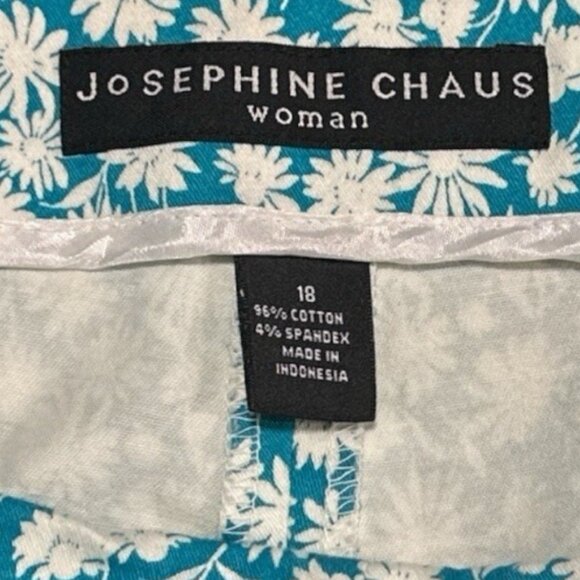 JoSEPHINE CHAUS
woman
18
96% COTTON
4% SPANDEX
MADE IN
INDONESIA